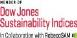 MEMBER OF
Dow Jones
Sustainability Indices
In Collaboration with RobecoSAM